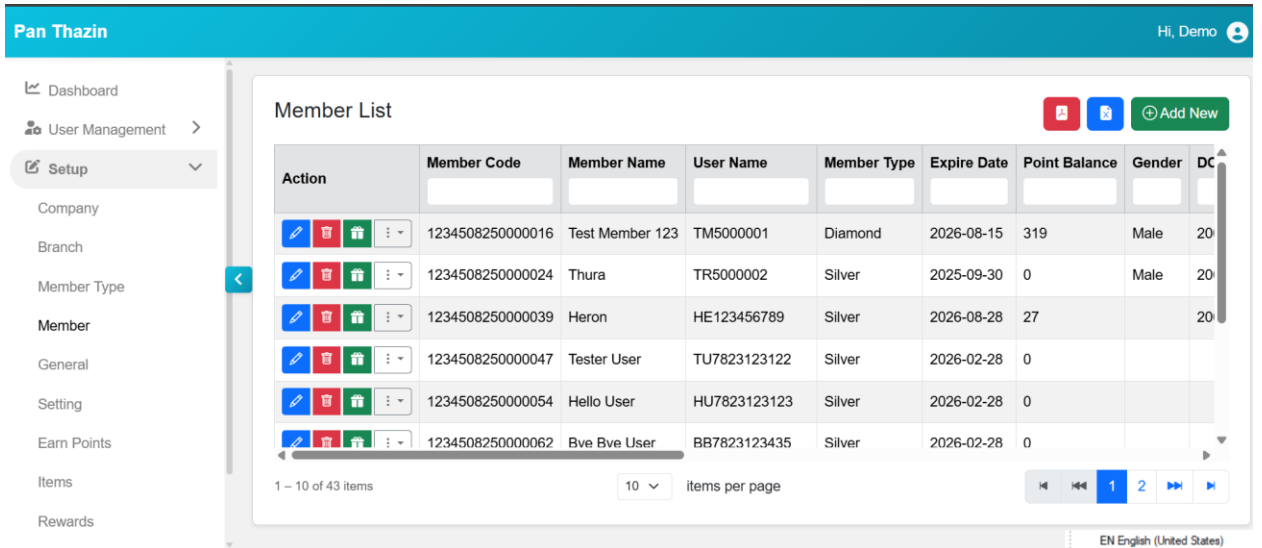 Pan Thazin
Hi, Demo
Dashboard
User Management
Setup
Company
Branch
Member Type
Member
General
Setting
Earn Points
Items
Rewards
Member List
Add New
Action Member Code Member Name User Name Member Type Expire Date Point Balance Gender
1234508250000016 Test Member 123 TM5000001 Diamond 2026-08-15 319 Male
1234508250000024 Thura TR5000002 Silver 2025-09-30 0 Male
1234508250000039 Heron HE123456789 Silver 2026-08-28 27
1234508250000047 Tester User TU7823123122 Silver 2026-02-28 0
1234508250000054 Hello User HU7823123123 Silver 2026-02-28 0
1234508250000062 Bye Bye User BB7823123435 Silver 2026-02-28 0
1 – 10 of 43 items 10 items per page 1 2
EN English (United States)